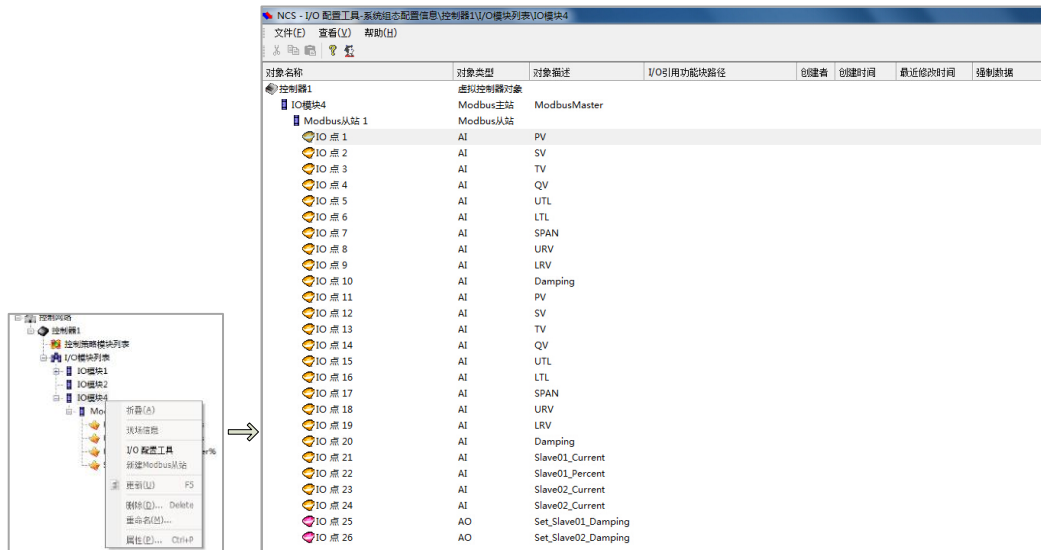 NCS - I/O 配置工具-系统组态配置信息\控制器1\I/O模块列表\IO模块4
文件(F) 查看(V) 帮助(H)
对象名称 对象类型 对象描述 I/O引用功能块路径 创建者 创建时间 最近修改时间 强制数据
控制器1 虚拟控制器对象
IO模块4 Modbus主站 ModbusMaster
Modbus从站 1 Modbus从站
IO 点 1 AI PV
IO 点 2 AI SV
IO 点 3 AI TV
IO 点 4 AI QV
IO 点 5 AI UTL
IO 点 6 AI LTL
IO 点 7 AI SPAN
IO 点 8 AI URV
IO 点 9 AI LRV
IO 点 10 AI Damping
IO 点 11 AI PV
IO 点 12 AI SV
IO 点 13 AI TV
IO 点 14 AI QV
IO 点 15 AI UTL
IO 点 16 AI LTL
IO 点 17 AI SPAN
IO 点 18 AI URV
IO 点 19 AI LRV
IO 点 20 AI Damping
IO 点 21 AI Slave01_Current
IO 点 22 AI Slave01_Percent
IO 点 23 AI Slave02_Current
IO 点 24 AI Slave02_Current
IO 点 25 AO Set_Slave01_Damping
IO 点 26 AO Set_Slave02_Damping
控制网络
控制器1
控制策略模块列表
I/O模块列表
IO模块1
IO模块2
IO模块4
Mo
er%
折叠(A)
现场信息
I/O 配置工具
新建Modbus从站
更新(U) F5
删除(D)... Delete
重命名(M)...
属性(P)... Ctrl+P